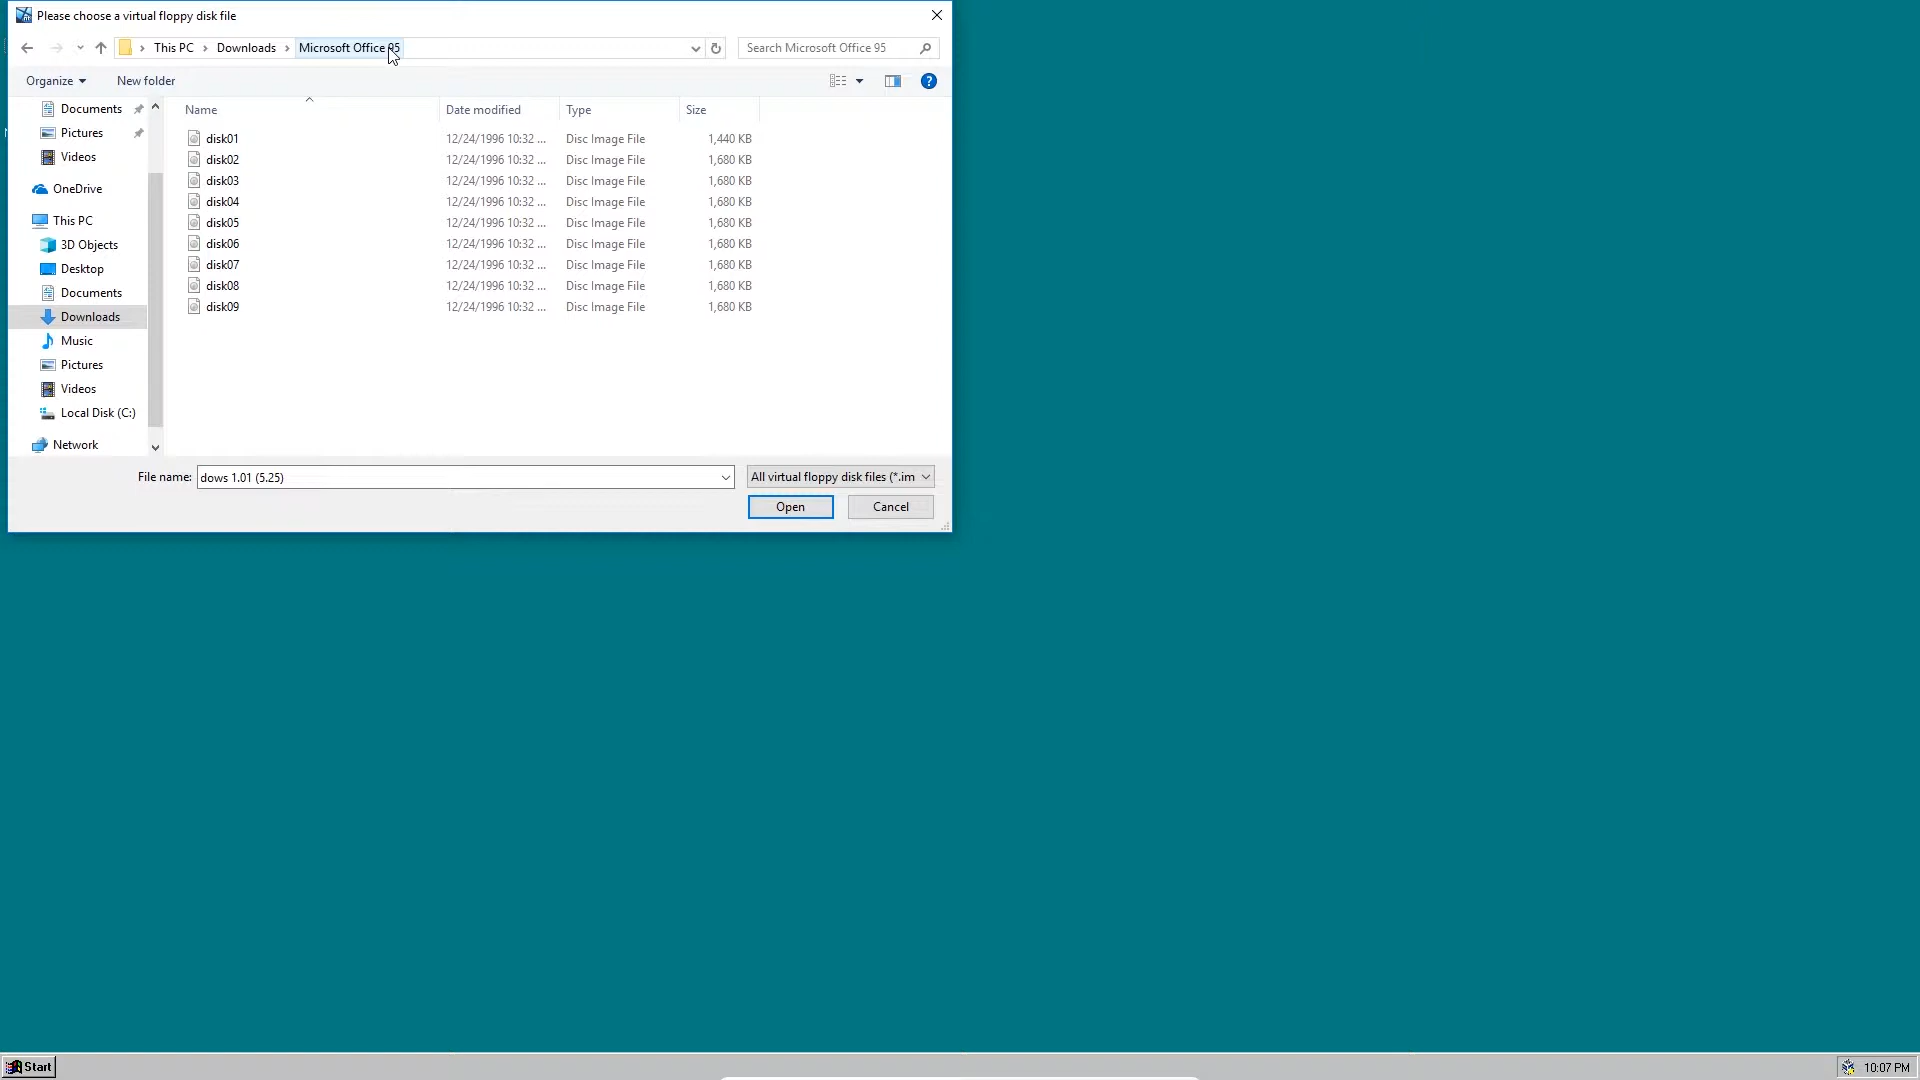 Please choose a virtual floppy disk file
This PC
Downloads
Microsoft Office 95
Search Microsoft Office 95
Organize
New folder
Documents
Pictures
Videos
OneDrive
This PC
3D Objects
Desktop
Documents
Downloads
Music
Pictures
Videos
Local Disk (C:)
Network
Name Date modified Type Size
disk01 12/24/1996 10:32 ... Disc Image File 1,440 KB
disk02 12/24/1996 10:32 ... Disc Image File 1,680 KB
disk03 12/24/1996 10:32 ... Disc Image File 1,680 KB
disk04 12/24/1996 10:32 ... Disc Image File 1,680 KB
disk05 12/24/1996 10:32 ... Disc Image File 1,680 KB
disk06 12/24/1996 10:32 ... Disc Image File 1,680 KB
disk07 12/24/1996 10:32 ... Disc Image File 1,680 KB
disk08 12/24/1996 10:32 ... Disc Image File 1,680 KB
disk09 12/24/1996 10:32 ... Disc Image File 1,680 KB
File name: dows 1.01 (5.25)
All virtual floppy disk files (*.im
Open
Cancel
Start
10:07 PM